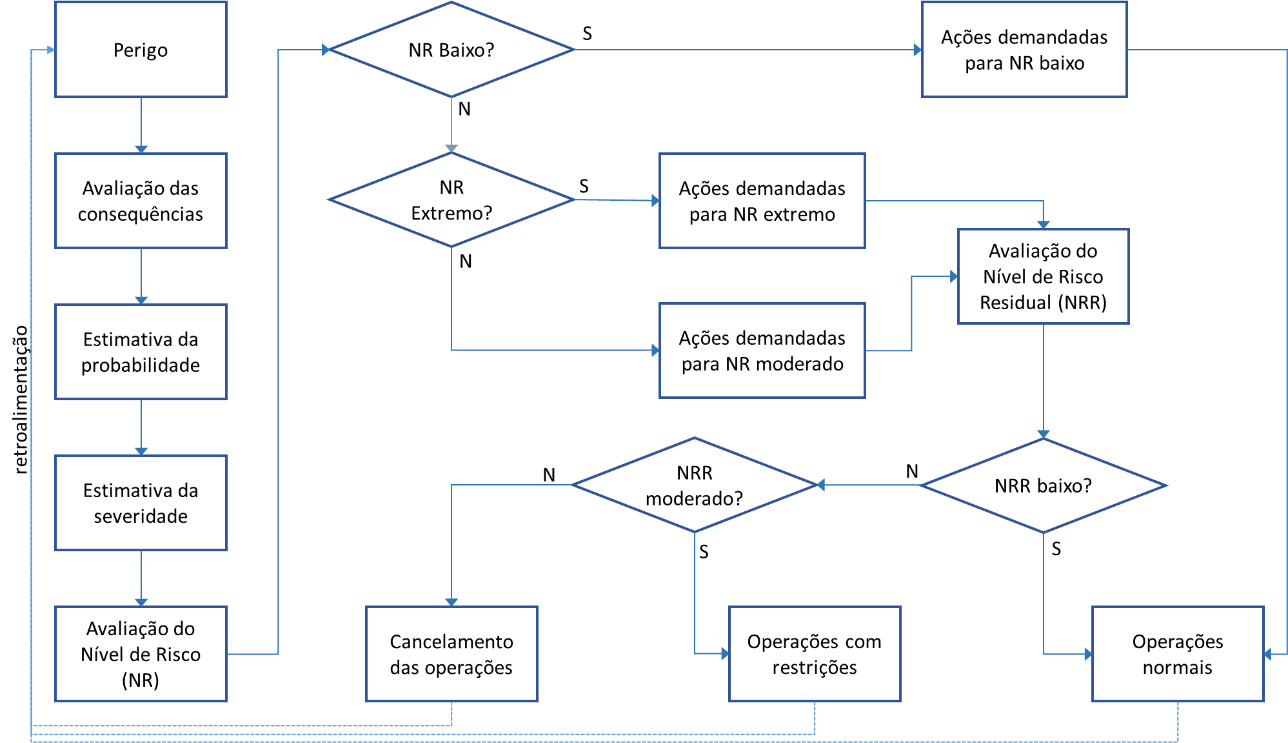 Perigo
Avaliação das
consequências
Estimativa da
probabilidade
Estimativa da
severidade
Avaliação do
Nível de Risco
(NR)
retroalimentação
NR Baixo?
S
N
Ações demandadas
para NR baixo
NR
Extremo?
S
N
Ações demandadas
para NR extremo
Ações demandadas
para NR moderado
Avaliação do
Nível de Risco
Residual (NRR)
NRR baixo?
N
S
NRR
moderado?
N
S
Cancelamento
das operações
Operações com
restrições
Operações
normais